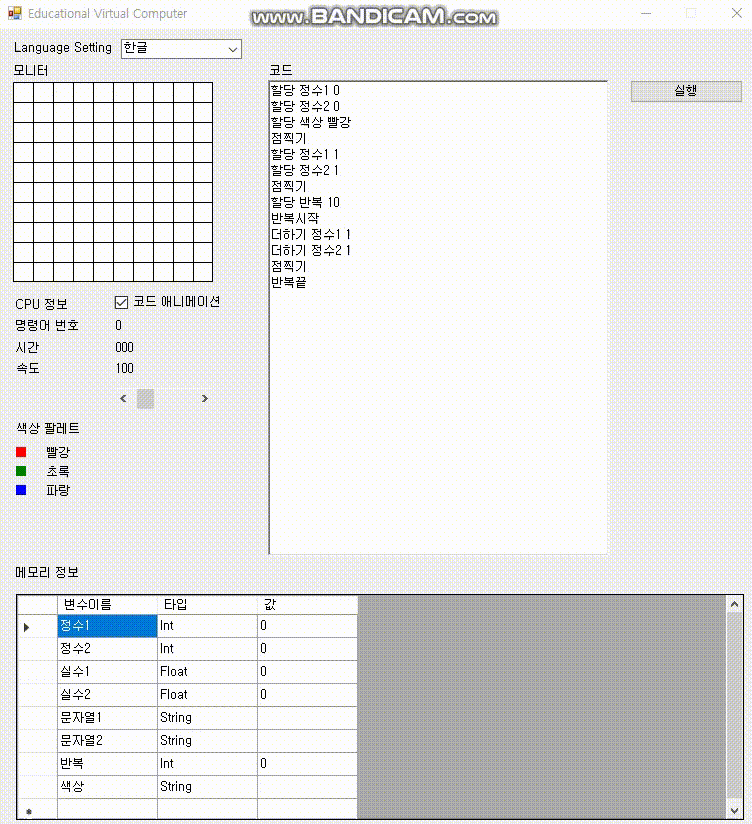 Educational Virtual Computer
www.BANDICAM.com
Language Setting 한글
모니터
코드
실행
할당 정수1 0
할당 정수2 0
할당 색상 빨강
점찍기
할당 정수1 1
할당 정수2 1
점찍기
할당 반복 10
반복시작
더하기 정수1 1
더하기 정수2 1
점찍기
반복끝
CPU 정보 코드 애니메이션
명령어 번호 0
시간 000
속도 100
색상 팔레트
빨강
초록
파랑
메모리 정보
변수이름 타입 값
정수1 Int 0
정수2 Int 0
실수1 Float 0
실수2 Float 0
문자열1 String
문자열2 String
반복 Int 0
색상 String